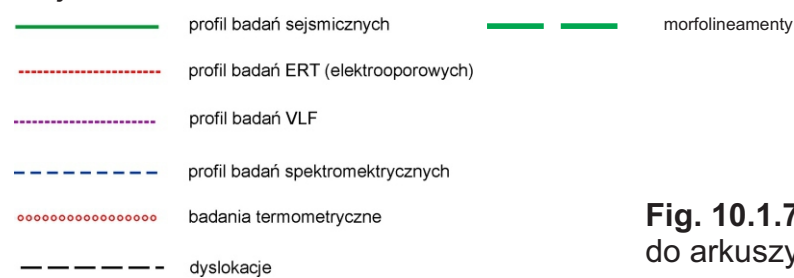 profil badań sejsmicznych
morfolineamenty
profil badań ERT (elektrooporowych)
profil badań VLF
profil badań spektromektrycznych
badania termometryczne
Fig. 10.1.7
do arkuszy
dyslokacje